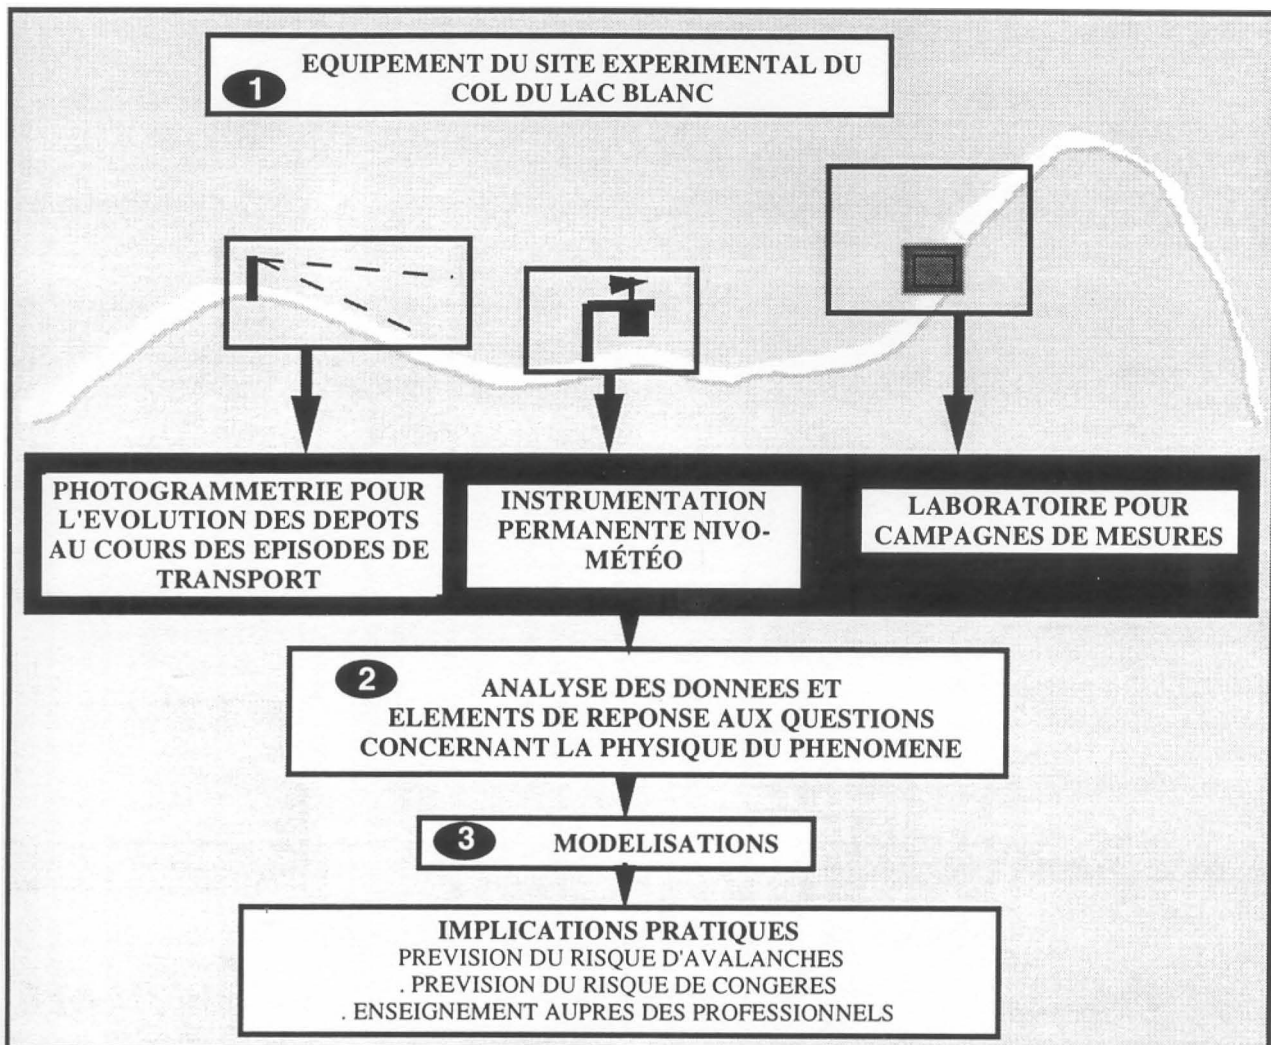 1
EQUIPEMENT DU SITE EXPERIMENTAL DU
COL DU LAC BLANC
PHOTOGRAMMETRIE POUR
L'EVOLUTION DES DEPOTS
AU COURS DES EPISODES DE
TRANSPORT
INSTRUMENTATION
PERMANENTE NIVO-
MÉTÉO
LABORATOIRE POUR
CAMPAGNES DE MESURES
2
ANALYSE DES DONNEES ET
ELEMENTS DE REPONSE AUX QUESTIONS
CONCERNANT LA PHYSIQUE DU PHENOMENE
3 MODELISATIONS
IMPLICATIONS PRATIQUES
PREVISION DU RISQUE D'AVALANCHES
. PREVISION DU RISQUE DE CONGERES
. ENSEIGNEMENT AUPRES DES PROFESSIONNELS